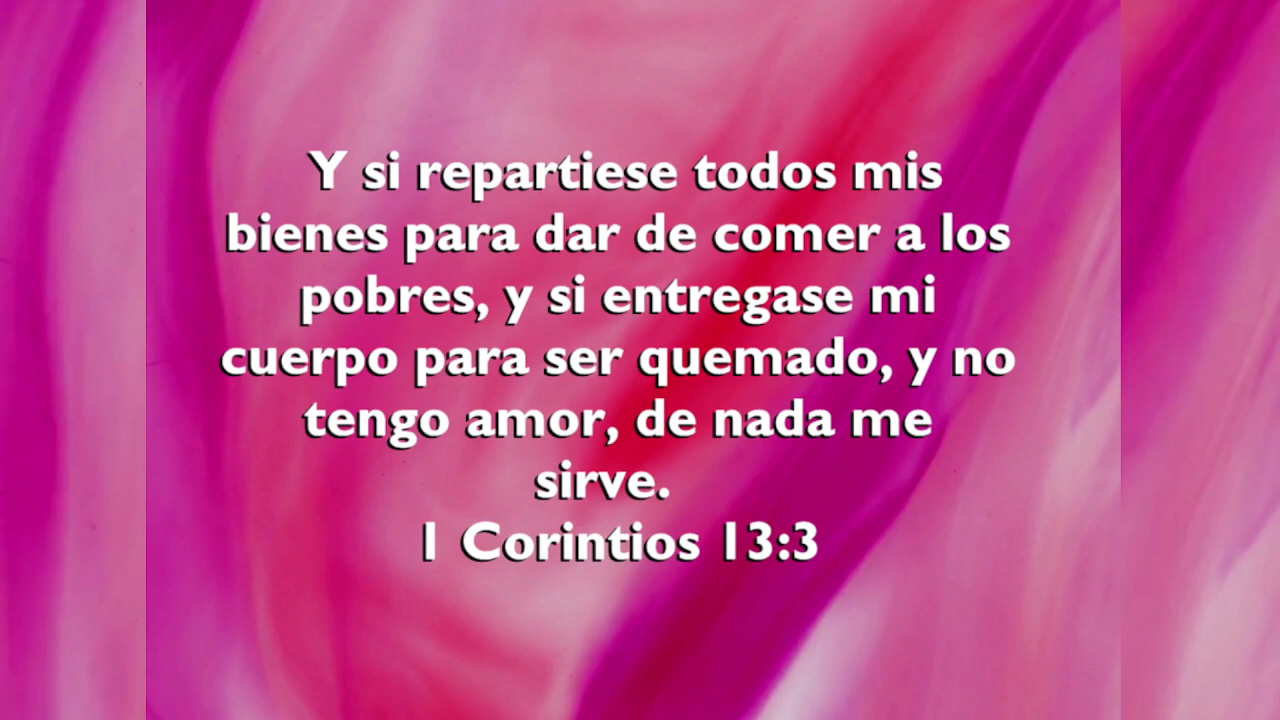 Y si repartiese todos mis
bienes para dar de comer a los
pobres, y si entregase mi
cuerpo para ser quemado, y no
tengo amor, de nada me
sirve.
1 Corintios 13:3